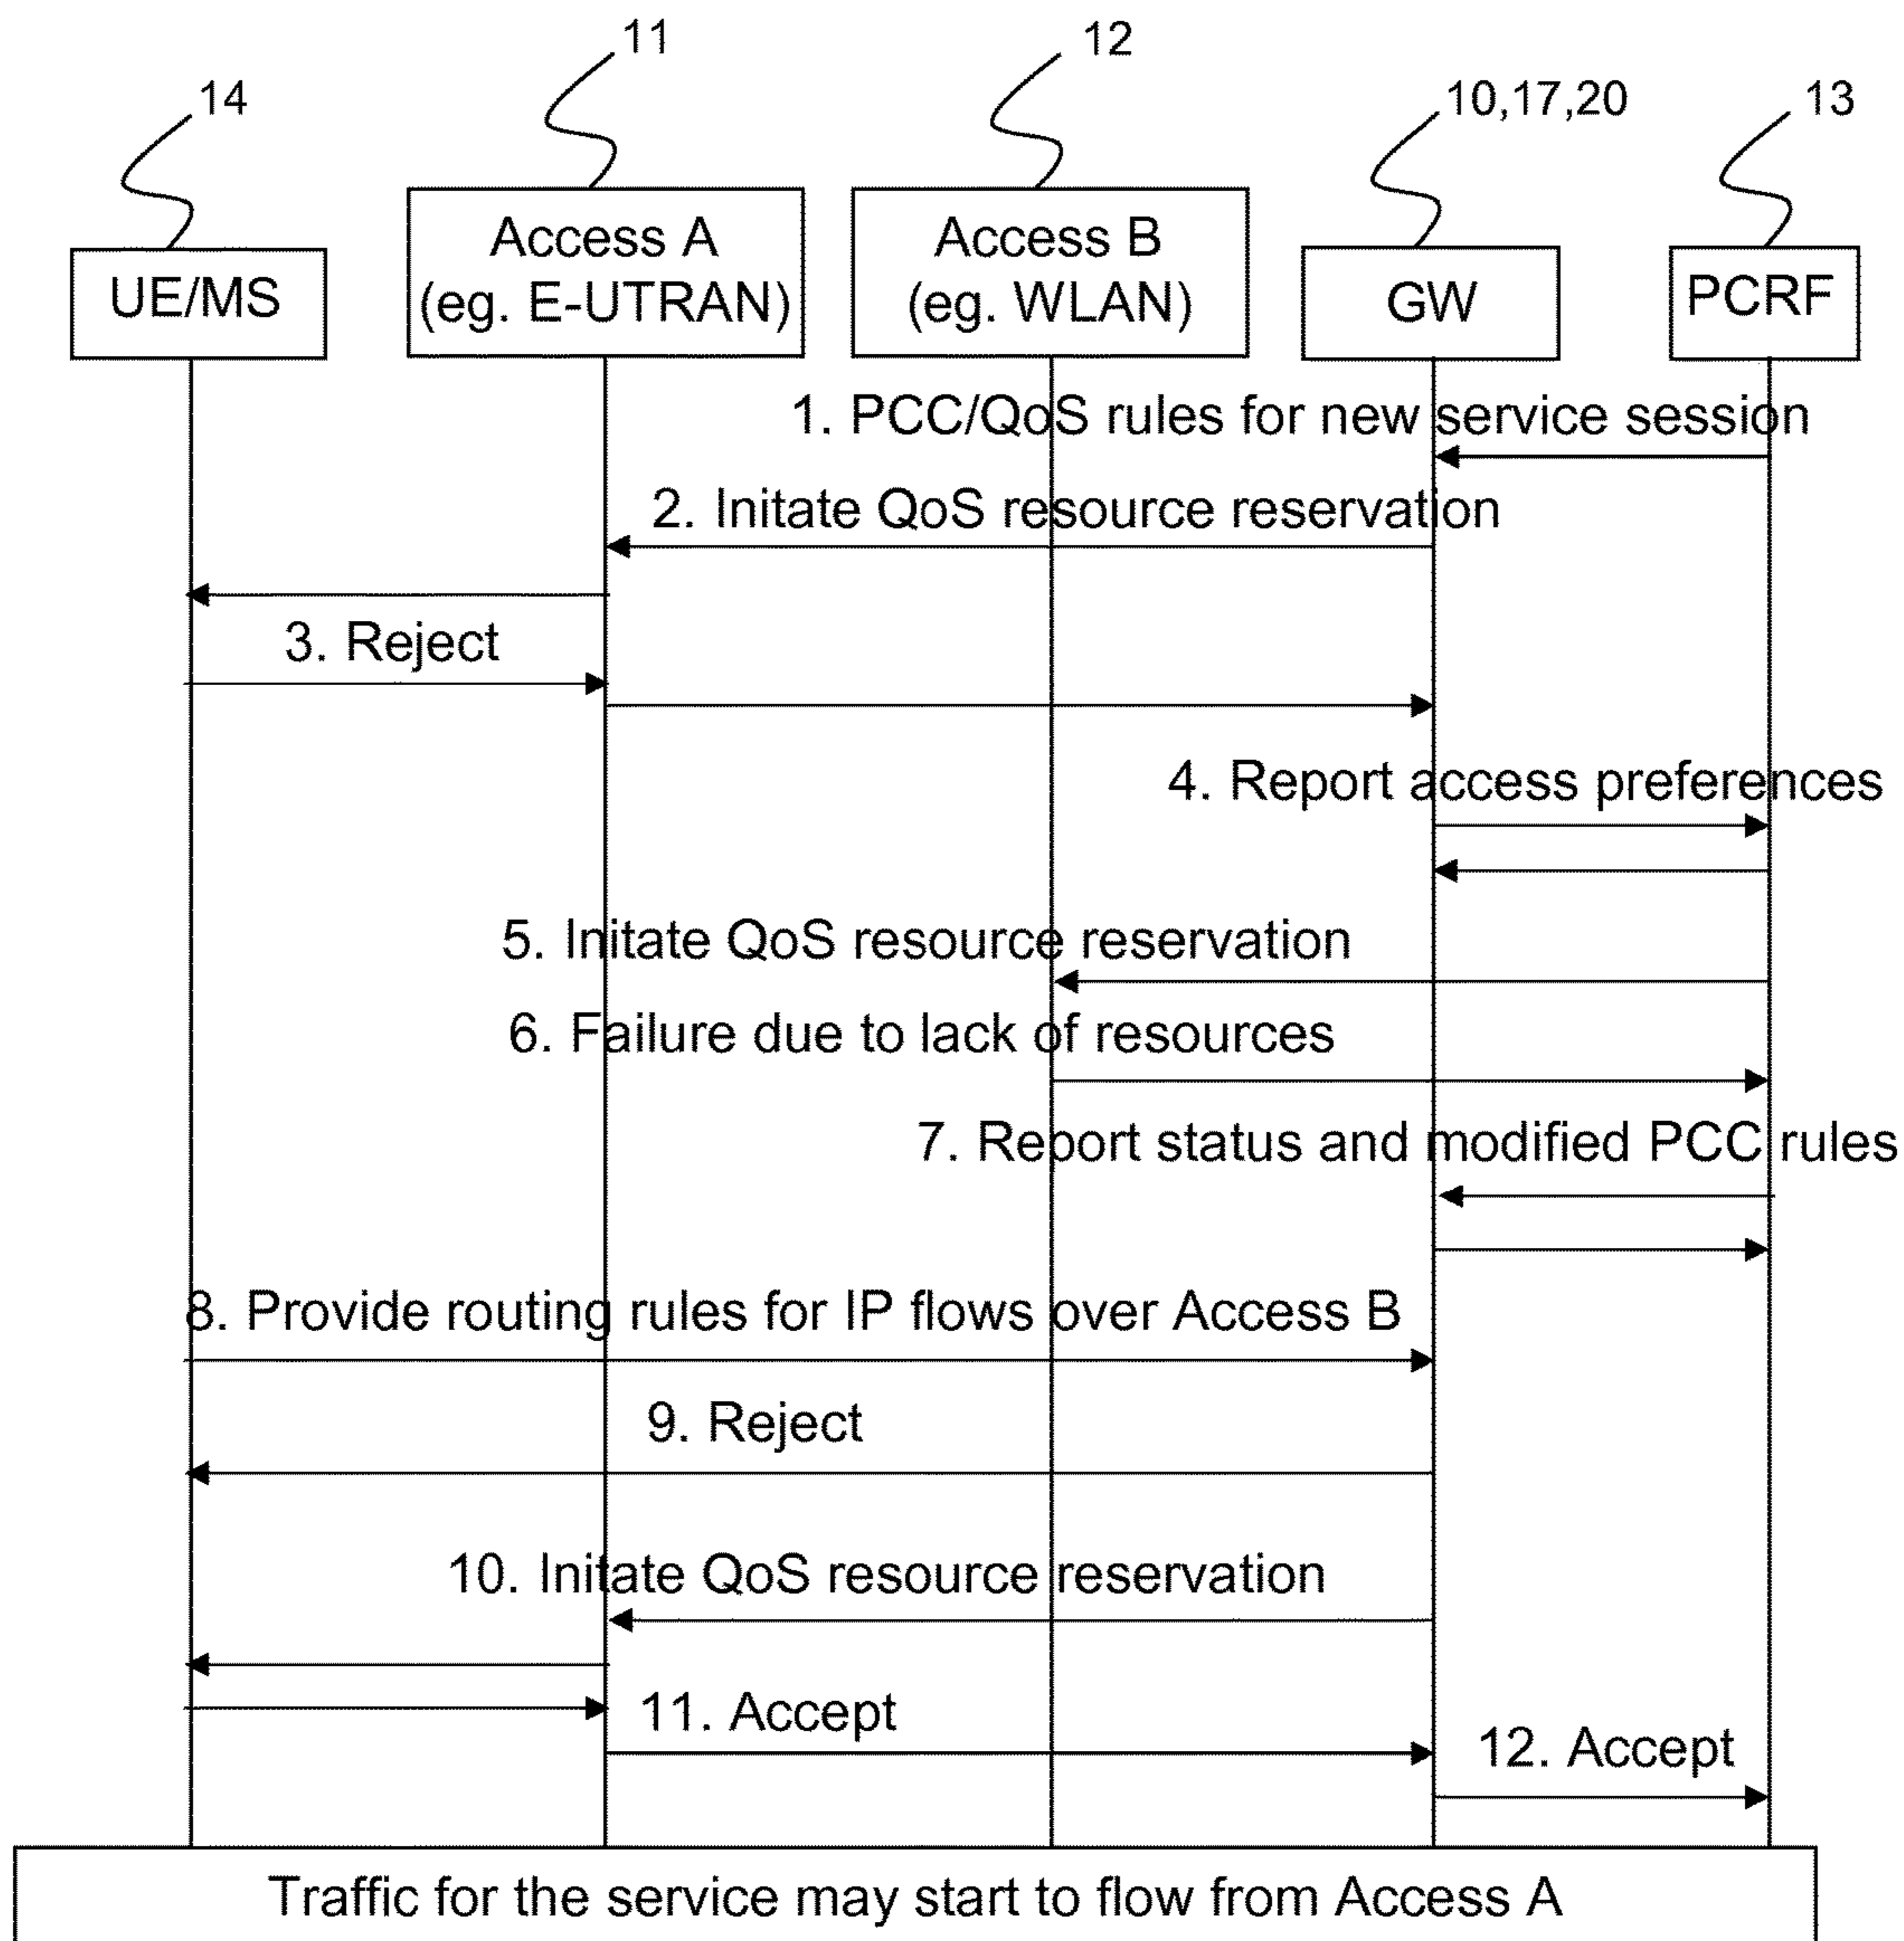 11
12
14
10,17,20
13
UE/MS
Access A
(eg. E-UTRAN)
Access B
(eg. WLAN)
GW
PCRF
1. PCC/QoS rules for new service session
2. Initate QoS resource reservation
3. Reject
4. Report access preferences
5. Initate QoS resource reservation
6. Failure due to lack of resources
7. Report status and modified PCC rules
8. Provide routing rules for IP flows over Access B
9. Reject
10. Initate QoS resource reservation
11. Accept
12. Accept
Traffic for the service may start to flow from Access A